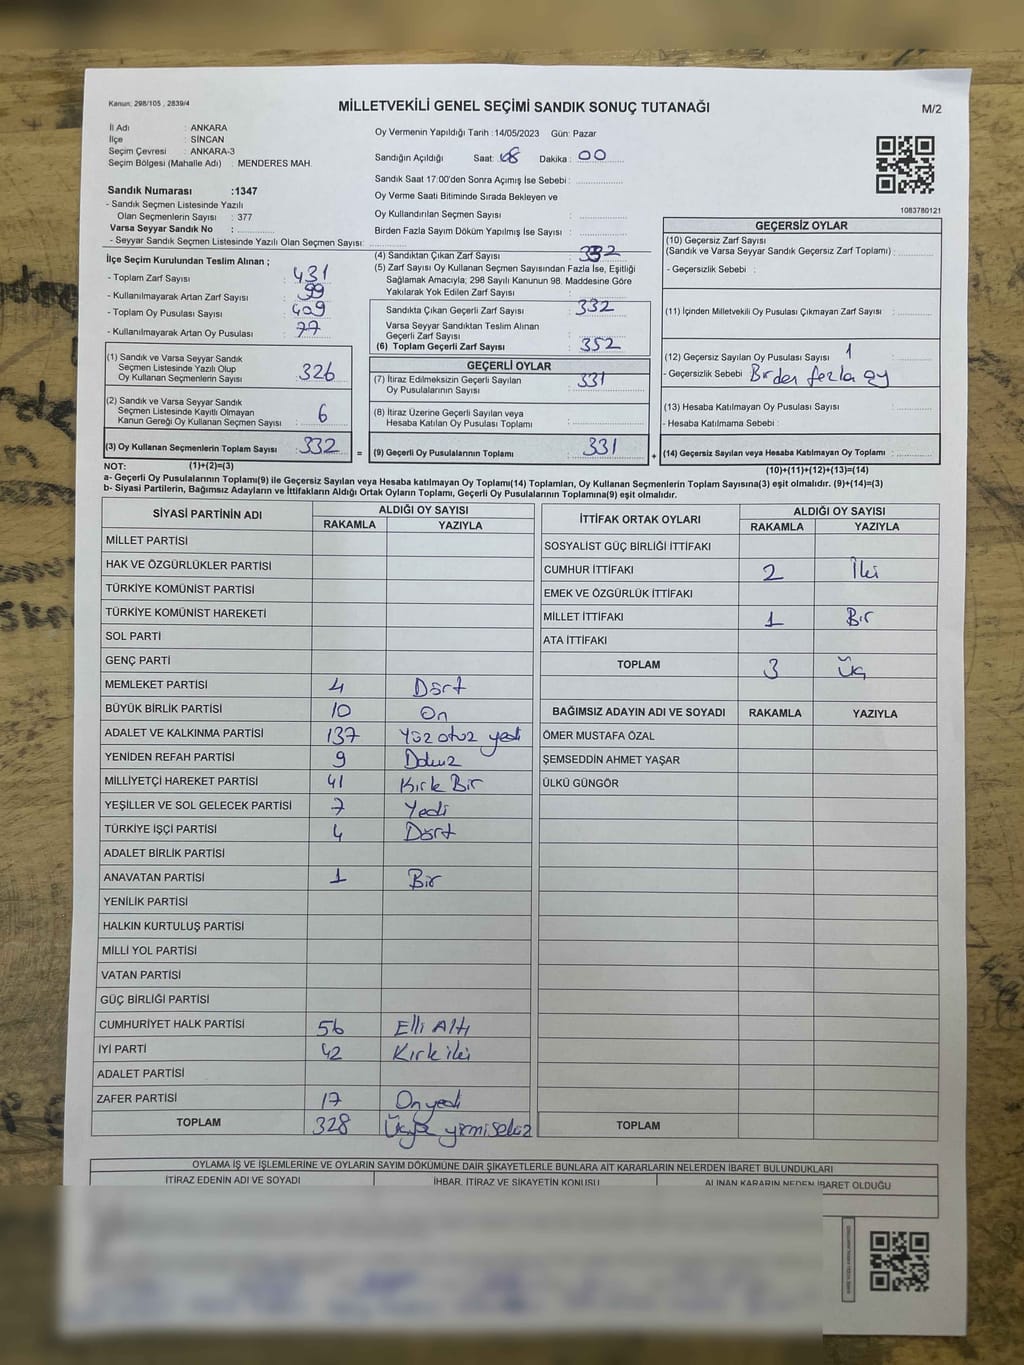 Kanun: 298/105 , 2839/4
MİLLETVEKİLİ GENEL SEÇİMİ SANDIK SONUÇ TUTANAĞI
M/2
İl Adı : ANKARA
İlçe : SİNCAN
Seçim Çevresi : ANKARA-3
Seçim Bölgesi (Mahalle Adı) : MENDERES MAH.
Sandık Numarası :1347
- Sandık Seçmen Listesinde Yazılı
Olan Seçmenlerin Sayısı : 377
Varsa Seyyar Sandık No :
- Seyyar Sandık Seçmen Listesinde Yazılı Olan Seçmen Sayısı:
Oy Vermenin Yapıldığı Tarih :14/05/2023 Gün: Pazar
Sandığın Açıldığı Saat: 08 Dakika : 00
Sandık Saat 17:00'den Sonra Açımış İse Sebebi :
Oy Verme Saati Bitiminde Sırada Bekleyen ve
Oy Kullandırılan Seçmen Sayısı :
Birden Fazla Sayım Döküm Yapılmış İse Sayısı :
1083780121
İlçe Seçim Kurulundan Teslim Alınan ;
- Toplam Zarf Sayısı : 431
- Kullanılmayarak Artan Zarf Sayısı : 99
- Toplam Oy Pusulası Sayısı : 409
- Kullanılmayarak Artan Oy Pusulası : 77
(1) Sandık ve Varsa Seyyar Sandık
Seçmen Listesinde Yazılı Olup
Oy Kullanan Seçmenlerin Sayısı : 326
(2) Sandık ve Varsa Seyyar Sandık
Seçmen Listesinde Kayıtlı Olmayan
Kanun Gereği Oy Kullanan Seçmen Sayısı : 6
(3) Oy Kullanan Seçmenlerin Toplam Sayısı : 332
(4) Sandıktan Çıkan Zarf Sayısı : 332
(5) Zarf Sayısı Oy Kullanan Seçmen Sayısından Fazla İse, Eşitliği
Sağlamak Amacıyla; 298 Sayılı Kanunun 98. Maddesine Göre
Yakılarak Yok Edilen Zarf Sayısı :
Sandıkta Çıkan Geçerli Zarf Sayısı : 332
Varsa Seyyar Sandıktan Teslim Alınan
Geçerli Zarf Sayısı :
(6) Toplam Geçerli Zarf Sayısı : 352
GEÇERLİ OYLAR
(7) İtiraz Edilmeksizin Geçerli Sayılan
Oy Pusulalarının Sayısı : 331
(8) İtiraz Üzerine Geçerli Sayılan veya
Hesaba Katılan Oy Pusulası Toplamı :
= (9) Geçerli Oy Pusulalarının Toplamı : 331
GEÇERSİZ OYLAR
(10) Geçersiz Zarf Sayısı
(Sandık ve Varsa Seyyar Sandık Geçersiz Zarf Toplamı) :
- Geçersizlik Sebebi :
(11) İçinden Milletvekili Oy Pusulası Çıkmayan Zarf Sayısı :
(12) Geçersiz Sayılan Oy Pusulası Sayısı 1
- Geçersizlik Sebebi Birden fazla oy
(13) Hesaba Katılmayan Oy Pusulası Sayısı :
- Hesaba Katılmama Sebebi :
+ (14) Geçersiz Sayılan veya Hesaba Katılmayan Oy Toplamı :
NOT: (1)+(2)=(3)
(10)+(11)+(12)+(13)=(14)
a- Geçerli Oy Pusulalarının Toplamı(9) ile Geçersiz Sayılan veya Hesaba katılmayan Oy Toplamı(14) Toplamları, Oy Kullanan Seçmenlerin Toplam Sayısına(3) eşit olmalıdır. (9)+(14)=(3)
b- Siyasi Partilerin, Bağımsız Adayların ve İttifakların Aldığı Ortak Oyların Toplamı, Geçerli Oy Pusulalarının Toplamına(9) eşit olmalıdır.
SİYASİ PARTİNİN ADI ALDIĞI OY SAYISI
RAKAMLA YAZIYLA
MİLLET PARTİSİ
HAK VE ÖZGÜRLÜKLER PARTİSİ
TÜRKİYE KOMÜNİST PARTİSİ
TÜRKİYE KOMÜNİST HAREKETİ
SOL PARTİ
GENÇ PARTİ
MEMLEKET PARTİSİ 4 Dört
BÜYÜK BİRLİK PARTİSİ 10 On
ADALET VE KALKINMA PARTİSİ 137 Yüz otuz yedi
YENİDEN REFAH PARTİSİ 9 Dokuz
MİLLİYETÇİ HAREKET PARTİSİ 41 Kırk Bir
YEŞİLLER VE SOL GELECEK PARTİSİ 7 Yedi
TÜRKİYE İŞÇİ PARTİSİ 4 Dört
ADALET BİRLİK PARTİSİ
ANAVATAN PARTİSİ 1 Bir
YENİLİK PARTİSİ
HALKIN KURTULUŞ PARTİSİ
MİLLİ YOL PARTİSİ
VATAN PARTİSİ
GÜÇ BİRLİĞİ PARTİSİ
CUMHURİYET HALK PARTİSİ 56 Elli Altı
İYİ PARTİ 42 Kırk iki
ADALET PARTİSİ
ZAFER PARTİSİ 17 On yedi
TOPLAM 328 Üçyüz yirmi sekiz
İTTİFAK ORTAK OYLARI ALDIĞI OY SAYISI
RAKAMLA YAZIYLA
SOSYALİST GÜÇ BİRLİĞİ İTTİFAKI
CUMHUR İTTİFAKI 2 İki
EMEK VE ÖZGÜRLÜK İTTİFAKI
MİLLET İTTİFAKI 1 Bir
ATA İTTİFAKI
TOPLAM 3 Üç
BAĞIMSIZ ADAYIN ADI VE SOYADI RAKAMLA YAZIYLA
ÖMER MUSTAFA ÖZAL
ŞEMSEDDİN AHMET YAŞAR
ÜLKÜ GÜNGÖR
TOPLAM
OYLAMA İŞ VE İŞLEMLERİNE VE OYLARIN SAYIM DÖKÜMÜNE DAİR ŞİKAYETLERLE BUNLARA AİT KARARLARIN NELERDEN İBARET BULUNDUKLARI
İTİRAZ EDENİN ADI VE SOYADI İHBAR, İTİRAZ VE ŞİKAYETİN KONUSU ALINAN KARARIN NEDEN İBARET OLDUĞU